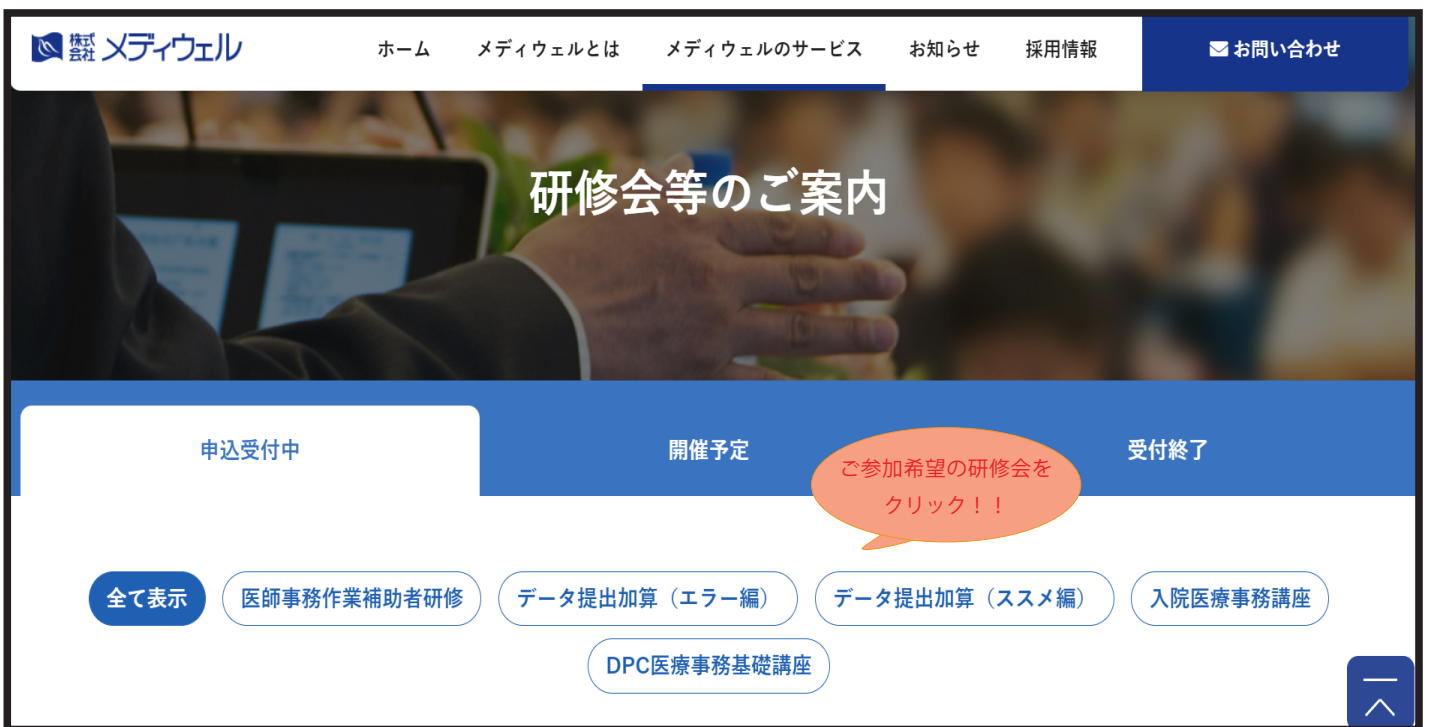 株式会社 メディウェル
ホーム メディウェルとは メディウェルのサービス お知らせ 採用情報 お問い合わせ
研修会等のご案内
申込受付中 開催予定 受付終了
ご参加希望の研修会を
クリック！！
全て表示 医師事務作業補助者研修 データ提出加算（エラー編） データ提出加算（ススメ編） 入院医療事務講座
DPC医療事務基礎講座